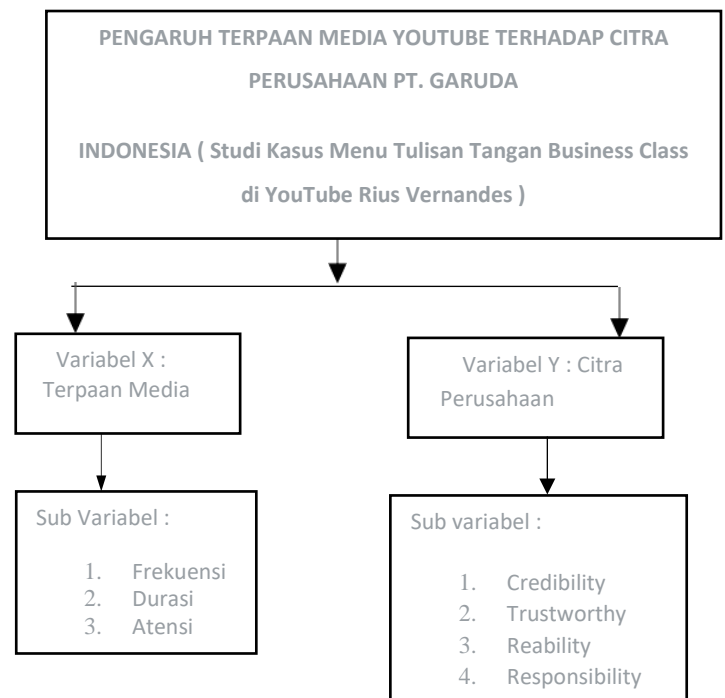 PENGARUH TERPAAN MEDIA YOUTUBE TERHADAP CITRA
PERUSAHAAN PT. GARUDA
INDONESIA ( Studi Kasus Menu Tulisan Tangan Business Class
di YouTube Rius Vernandes )
Variabel X :
Terpaan Media
Variabel Y : Citra
Perusahaan
Sub Variabel :
1. Frekuensi
2. Durasi
3. Atensi
Sub variabel :
1. Credibility
2. Trustworthy
3. Reability
4. Responsibility